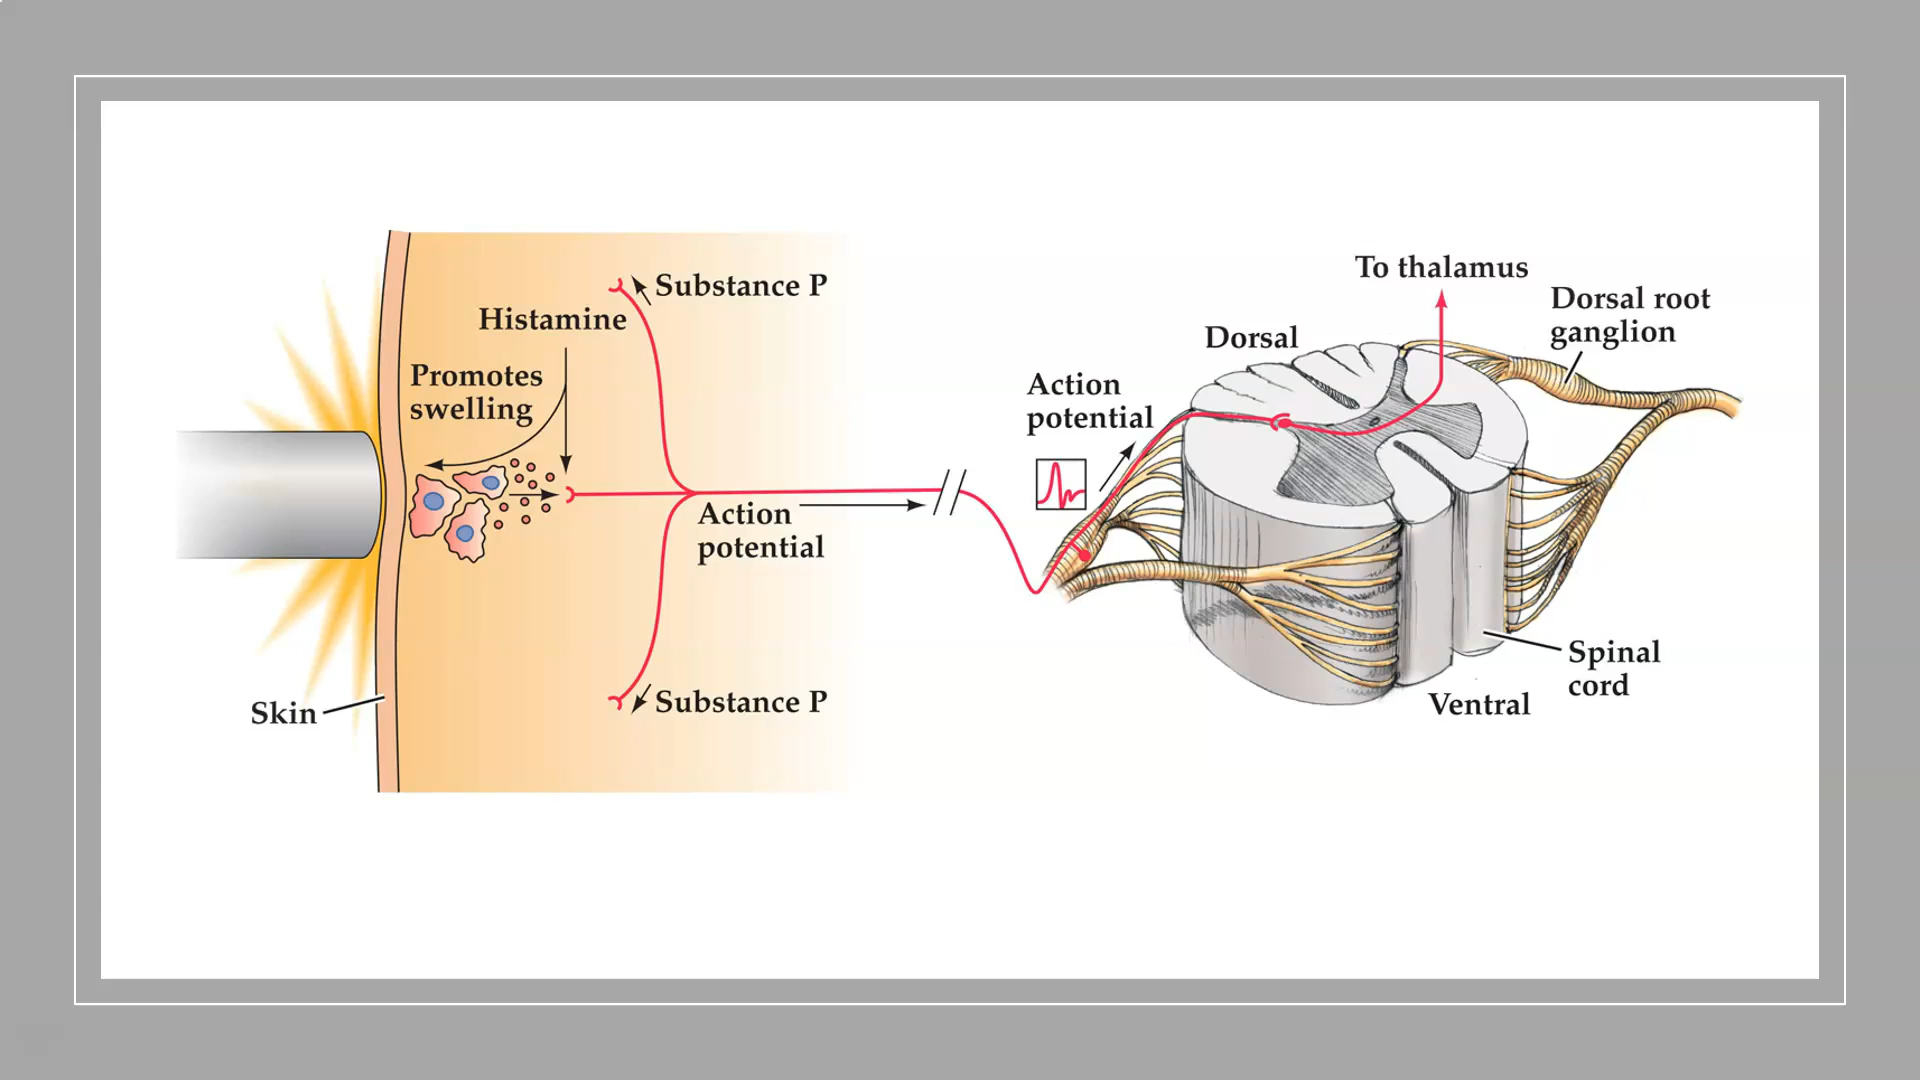 Substance P
Histamine
Promotes
swelling
Action
potential
Substance P
Skin
To thalamus
Dorsal root
ganglion
Dorsal
Action
potential
Spinal
cord
Ventral